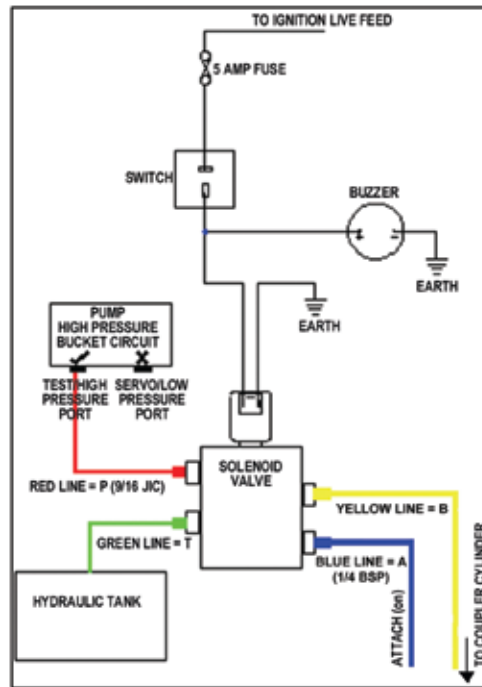 TO IGNITION LIVE FEED
5 AMP FUSE
SWITCH
BUZZER
EARTH
EARTH
PUMP
HIGH PRESSURE
BUCKET CIRCUIT
TEST/HIGH
PRESSURE
PORT
SERVO/LOW
PRESSURE
PORT
SOLENOID
VALVE
RED LINE = P (9/16 JIC)
YELLOW LINE = B
GREEN LINE = T
BLUE LINE = A
(1/4 BSP)
HYDRAULIC TANK
ATTACH (on)
TO COUPLER CYLINDER